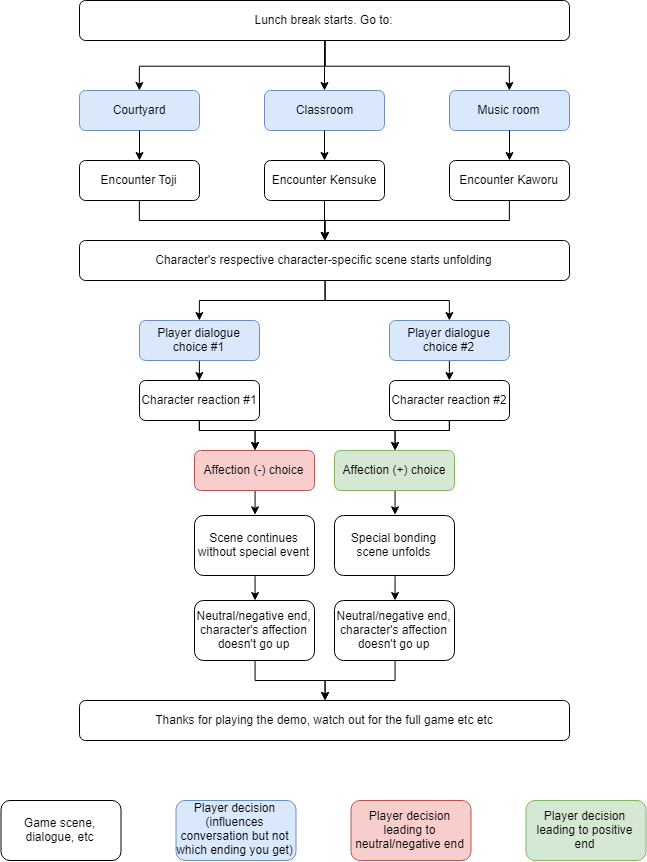 Lunch break starts. Go to:
Courtyard
Classroom
Music room
Encounter Toji
Encounter Kensuke
Encounter Kaworu
Character's respective character-specific scene starts unfolding
Player dialogue
choice #1
Player dialogue
choice #2
Character reaction #1
Character reaction #2
Affection (-) choice
Affection (+) choice
Scene continues
without special event
Special bonding
scene unfolds
Neutral/negative end,
character's affection
doesn't go up
Neutral/negative end,
character's affection
doesn't go up
Thanks for playing the demo, watch out for the full game etc etc
Game scene,
dialogue, etc
Player decision
(influences
conversation but not
which ending you get)
Player decision
leading to
neutral/negative end
Player decision
leading to positive
end